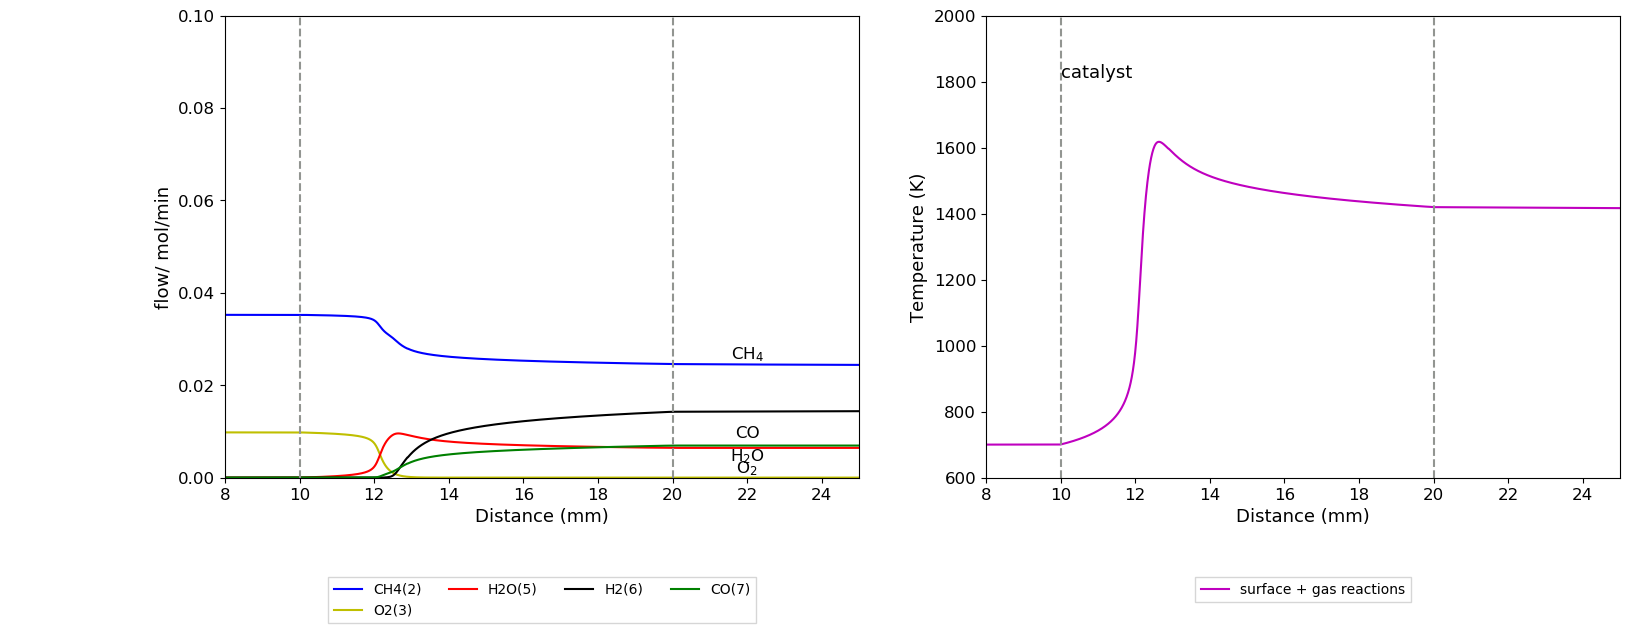 0.10
0.08
0.06
0.04
0.02
0.00
flow/ mol/min
CH₄
CO
H₂O
O₂
8 10 12 14 16 18 20 22 24
Distance (mm)
CH4(2) H2O(5) H2(6) CO(7)
O2(3)
2000
1800
1600
1400
1200
1000
800
600
Temperature (K)
catalyst
8 10 12 14 16 18 20 22 24
Distance (mm)
surface + gas reactions